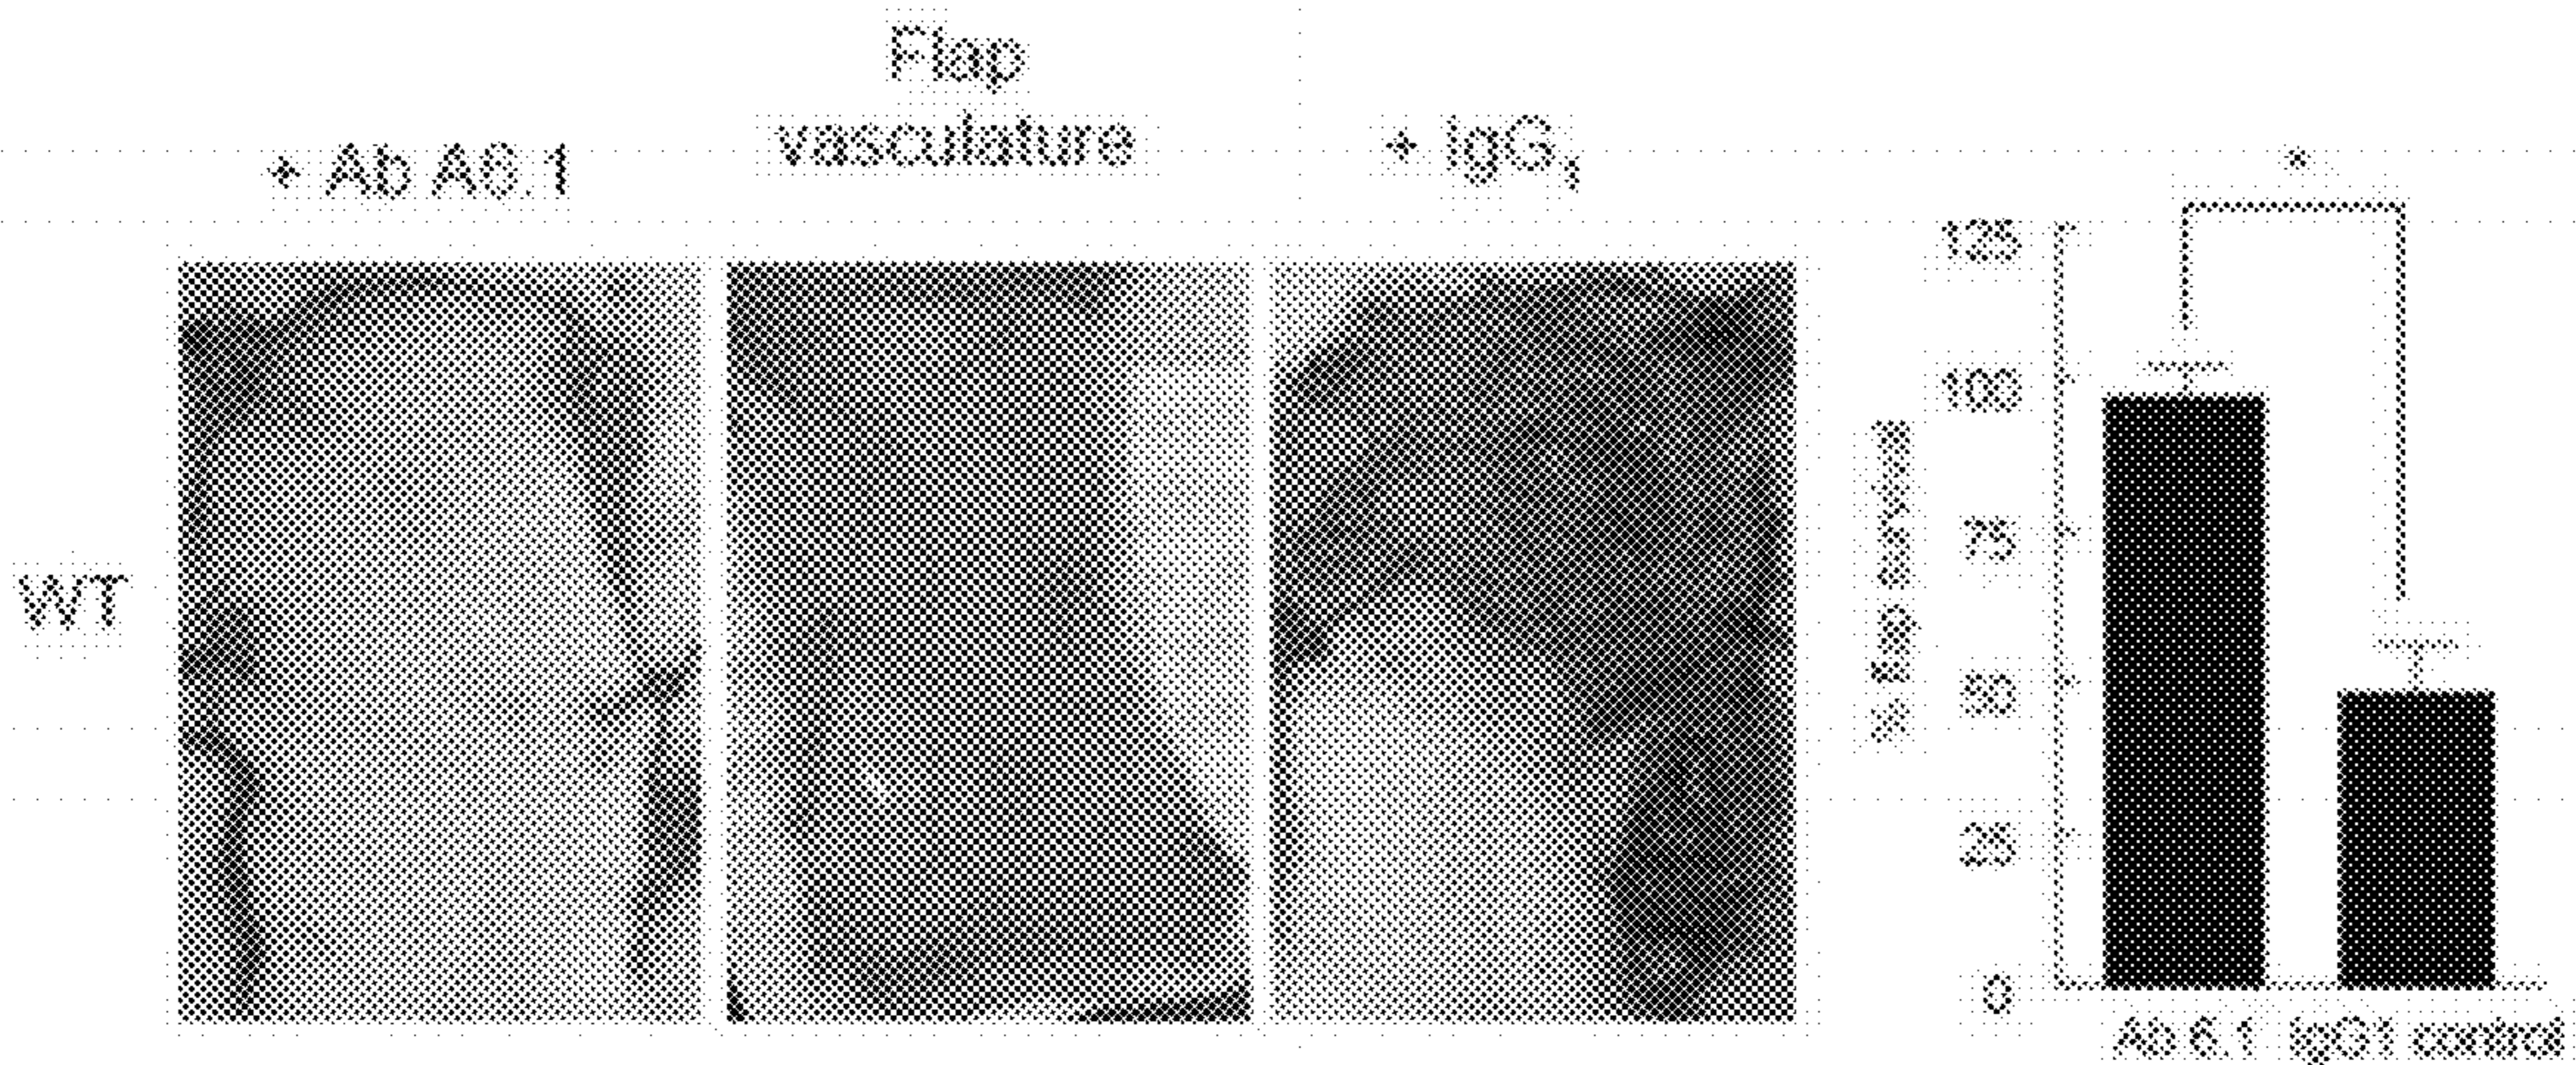 Flap
vasculature
+ Ab A6.1
+ IgG1
*
WT
% flap survival
125
100
75
50
25
0
Ab 6.1 IgG1 control